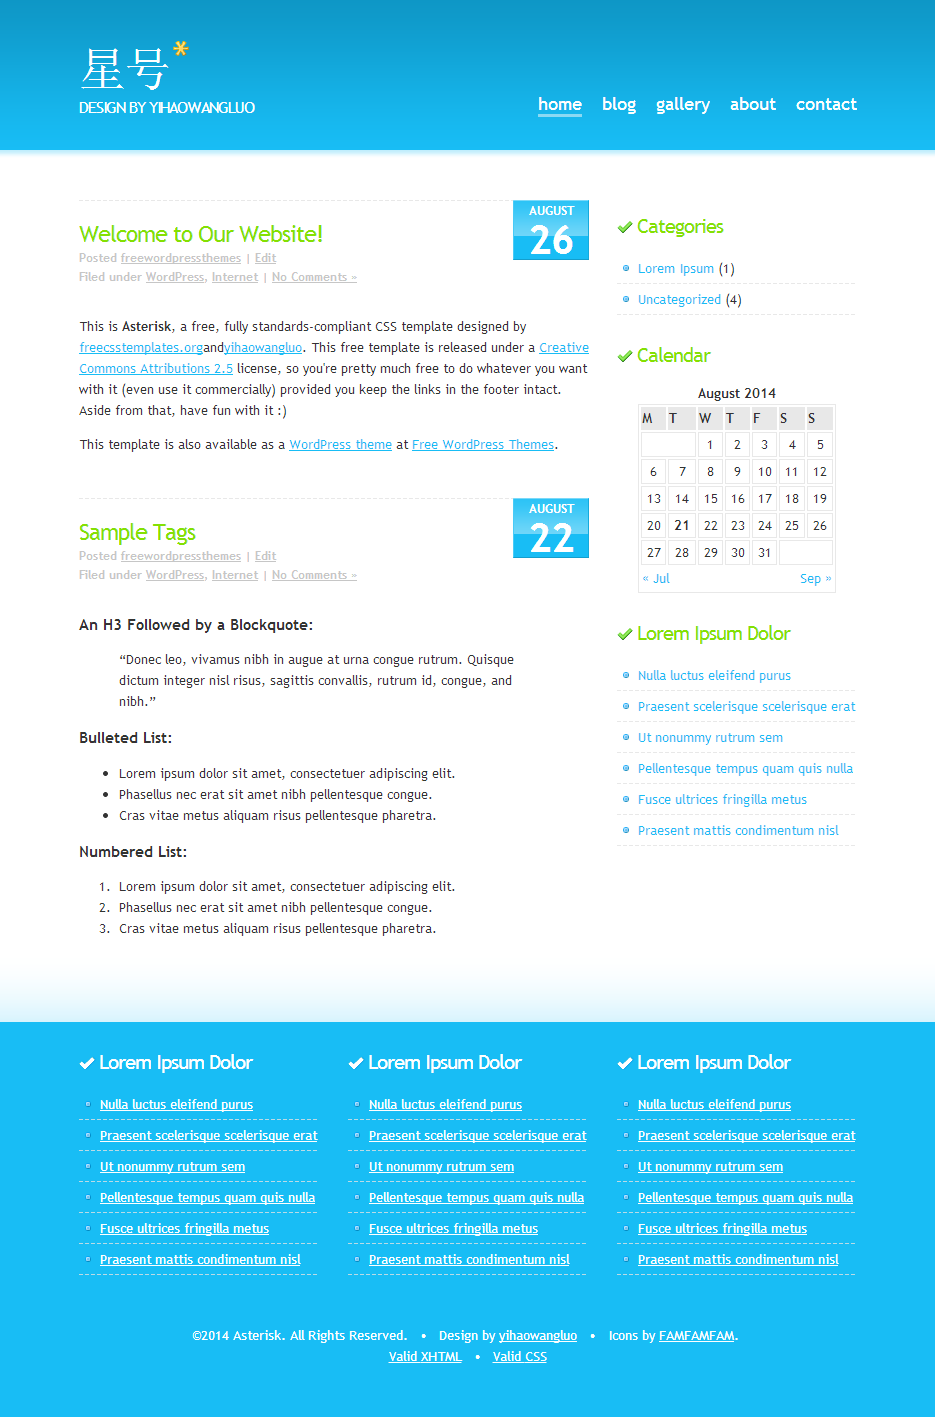 星号*
DESIGN BY YIHAOWANGLUO
home blog gallery about contact
AUGUST
26
Welcome to Our Website!
Posted freewordpressthemes | Edit
Filed under WordPress, Internet | No Comments »
This is Asterisk, a free, fully standards-compliant CSS template designed by
freecsstemplates.organdyihaowangluo. This free template is released under a Creative
Commons Attributions 2.5 license, so you're pretty much free to do whatever you want
with it (even use it commercially) provided you keep the links in the footer intact.
Aside from that, have fun with it :)
This template is also available as a WordPress theme at Free WordPress Themes.
AUGUST
22
Sample Tags
Posted freewordpressthemes | Edit
Filed under WordPress, Internet | No Comments »
An H3 Followed by a Blockquote:
“Donec leo, vivamus nibh in augue at urna congue rutrum. Quisque
dictum integer nisl risus, sagittis convallis, rutrum id, congue, and
nibh.”
Bulleted List:
• Lorem ipsum dolor sit amet, consectetuer adipiscing elit.
• Phasellus nec erat sit amet nibh pellentesque congue.
• Cras vitae metus aliquam risus pellentesque pharetra.
Numbered List:
1. Lorem ipsum dolor sit amet, consectetuer adipiscing elit.
2. Phasellus nec erat sit amet nibh pellentesque congue.
3. Cras vitae metus aliquam risus pellentesque pharetra.
Categories
Lorem Ipsum (1)
Uncategorized (4)
Calendar
August 2014
M T W T F S S
1 2 3 4 5
6 7 8 9 10 11 12
13 14 15 16 17 18 19
20 21 22 23 24 25 26
27 28 29 30 31
« Jul Sep »
Lorem Ipsum Dolor
Nulla luctus eleifend purus
Praesent scelerisque scelerisque erat
Ut nonummy rutrum sem
Pellentesque tempus quam quis nulla
Fusce ultrices fringilla metus
Praesent mattis condimentum nisl
Lorem Ipsum Dolor
Nulla luctus eleifend purus
Praesent scelerisque scelerisque erat
Ut nonummy rutrum sem
Pellentesque tempus quam quis nulla
Fusce ultrices fringilla metus
Praesent mattis condimentum nisl
Lorem Ipsum Dolor
Nulla luctus eleifend purus
Praesent scelerisque scelerisque erat
Ut nonummy rutrum sem
Pellentesque tempus quam quis nulla
Fusce ultrices fringilla metus
Praesent mattis condimentum nisl
Lorem Ipsum Dolor
Nulla luctus eleifend purus
Praesent scelerisque scelerisque erat
Ut nonummy rutrum sem
Pellentesque tempus quam quis nulla
Fusce ultrices fringilla metus
Praesent mattis condimentum nisl
©2014 Asterisk. All Rights Reserved. • Design by yihaowangluo • Icons by FAMFAMFAM.
Valid XHTML • Valid CSS